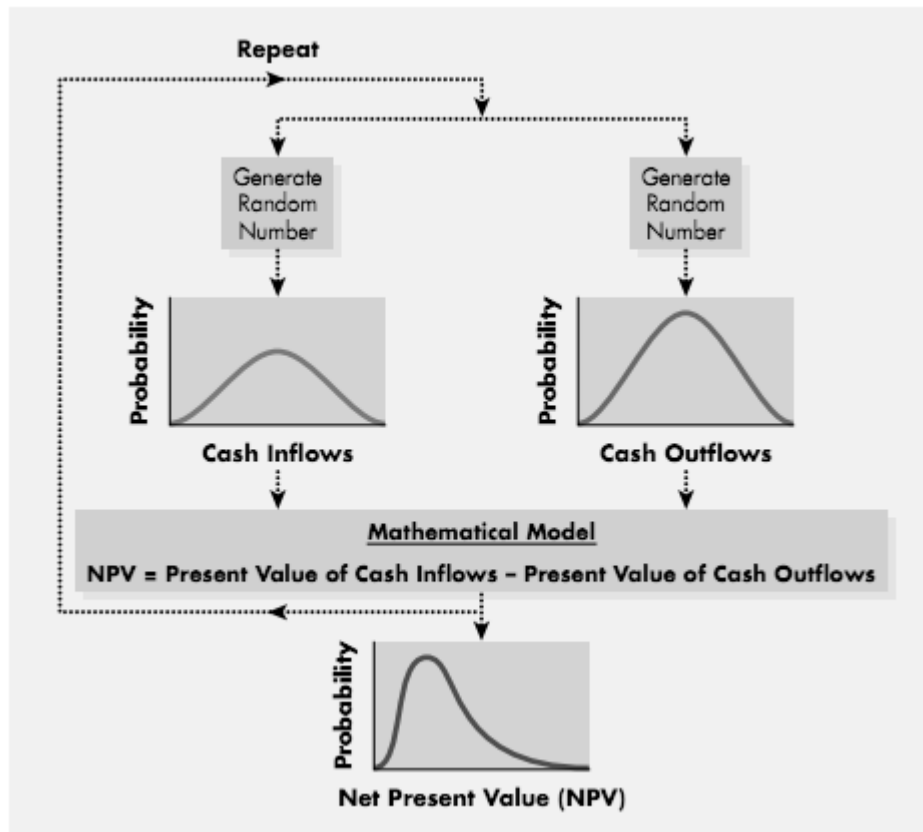 Repeat
Generate
Random
Number
Generate
Random
Number
Probability
Cash Inflows
Probability
Cash Outflows
Mathematical Model
NPV = Present Value of Cash Inflows – Present Value of Cash Outflows
Probability
Net Present Value (NPV)